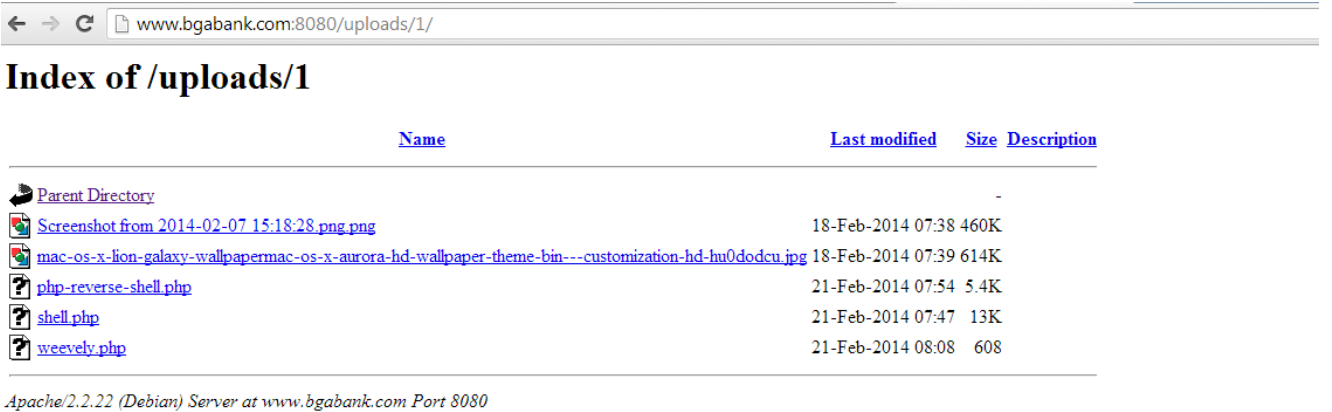 www.bgabank.com:8080/uploads/1/
Index of /uploads/1
Name Last modified Size Description
Parent Directory -
Screenshot from 2014-02-07 15:18:28.png.png 18-Feb-2014 07:38 460K
mac-os-x-lion-galaxy-wallpapermac-os-x-aurora-hd-wallpaper-theme-bin---customization-hd-hu0dodcu.jpg 18-Feb-2014 07:39 614K
php-reverse-shell.php 21-Feb-2014 07:54 5.4K
shell.php 21-Feb-2014 07:47 13K
weevely.php 21-Feb-2014 08:08 608
Apache/2.2.22 (Debian) Server at www.bgabank.com Port 8080